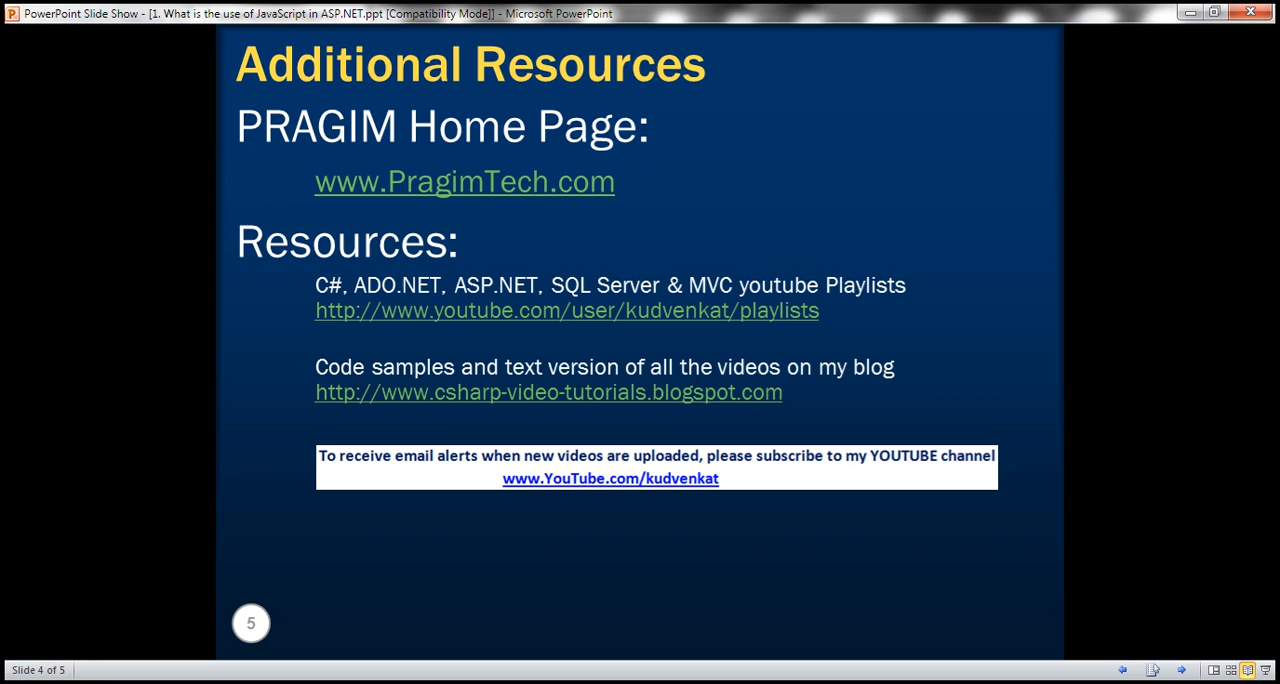 PowerPoint Slide Show - [1. What is the use of JavaScript in ASP.NET.ppt [Compatibility Mode]] - Microsoft PowerPoint
Additional Resources
PRAGIM Home Page:
www.PragimTech.com
Resources:
C#, ADO.NET, ASP.NET, SQL Server & MVC youtube Playlists
http://www.youtube.com/user/kudvenkat/playlists
Code samples and text version of all the videos on my blog
http://www.csharp-video-tutorials.blogspot.com
To receive email alerts when new videos are uploaded, please subscribe to my YOUTUBE channel
www.YouTube.com/kudvenkat
5
Slide 4 of 5